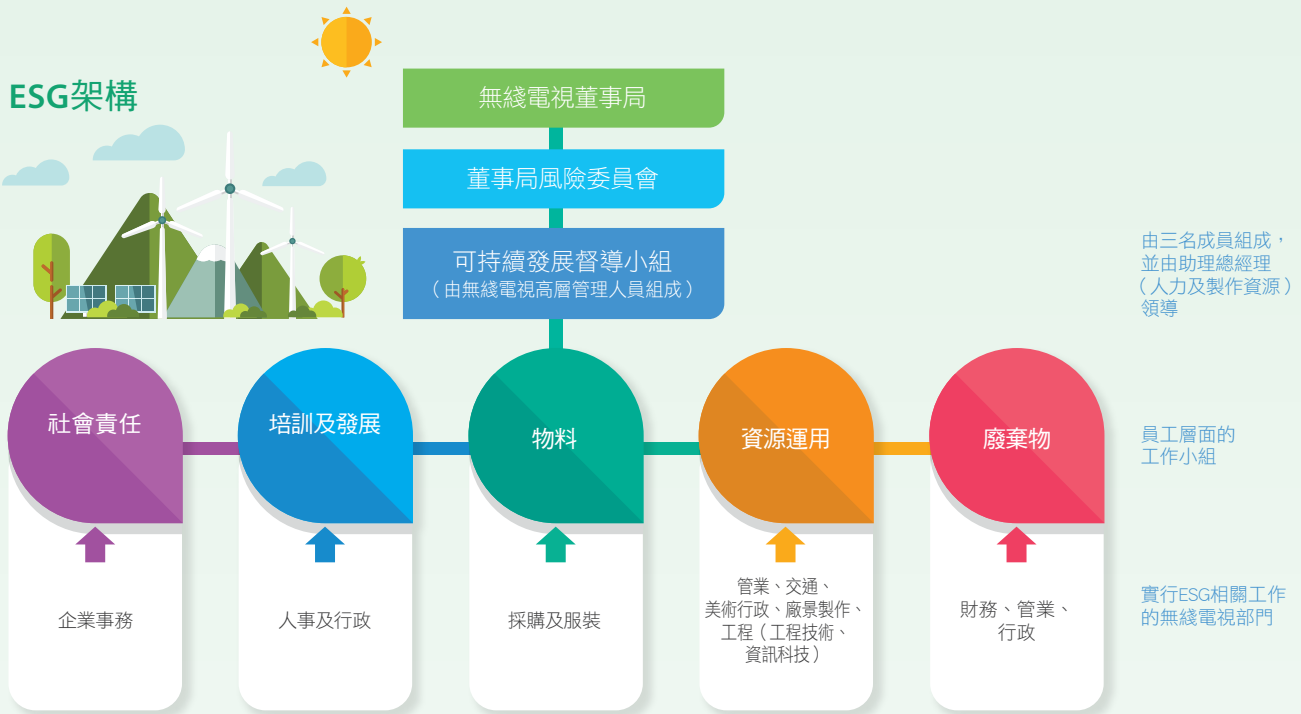 ESG架構
無綫電視董事局
董事局風險委員會
可持續發展督導小組
（由無綫電視高層管理人員組成）
由三名成員組成，
並由助理總經理
（人力及製作資源）
領導
社會責任
培訓及發展
物料
資源運用
廢棄物
員工層面的
工作小組
企業事務
人事及行政
採購及服裝
管業、交通、
美術行政、廠景製作、
工程（工程技術、
資訊科技）
財務、管業、
行政
實行ESG相關工作
的無綫電視部門